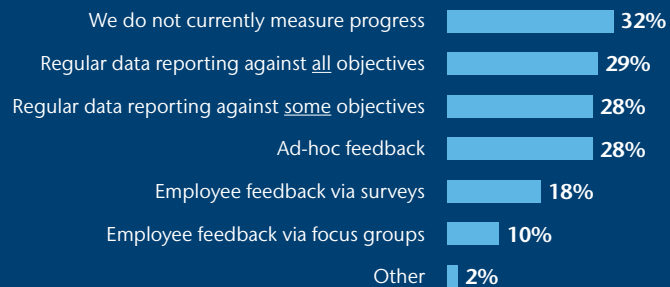 We do not currently measure progress 32%
Regular data reporting against all objectives 29%
Regular data reporting against some objectives 28%
Ad-hoc feedback 28%
Employee feedback via surveys 18%
Employee feedback via focus groups 10%
Other 2%